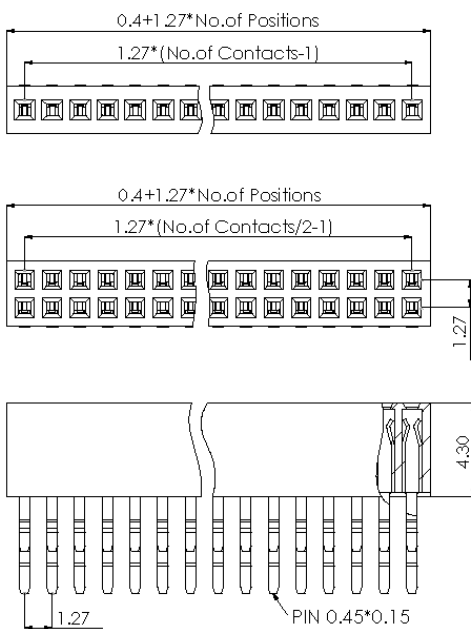 0.4+1.27*No.of Positions
1.27*(No.of Contacts-1)
0.4+1.27*No.of Positions
1.27*(No.of Contacts/2-1)
1.27
4.30
1.27
PIN 0.45*0.15